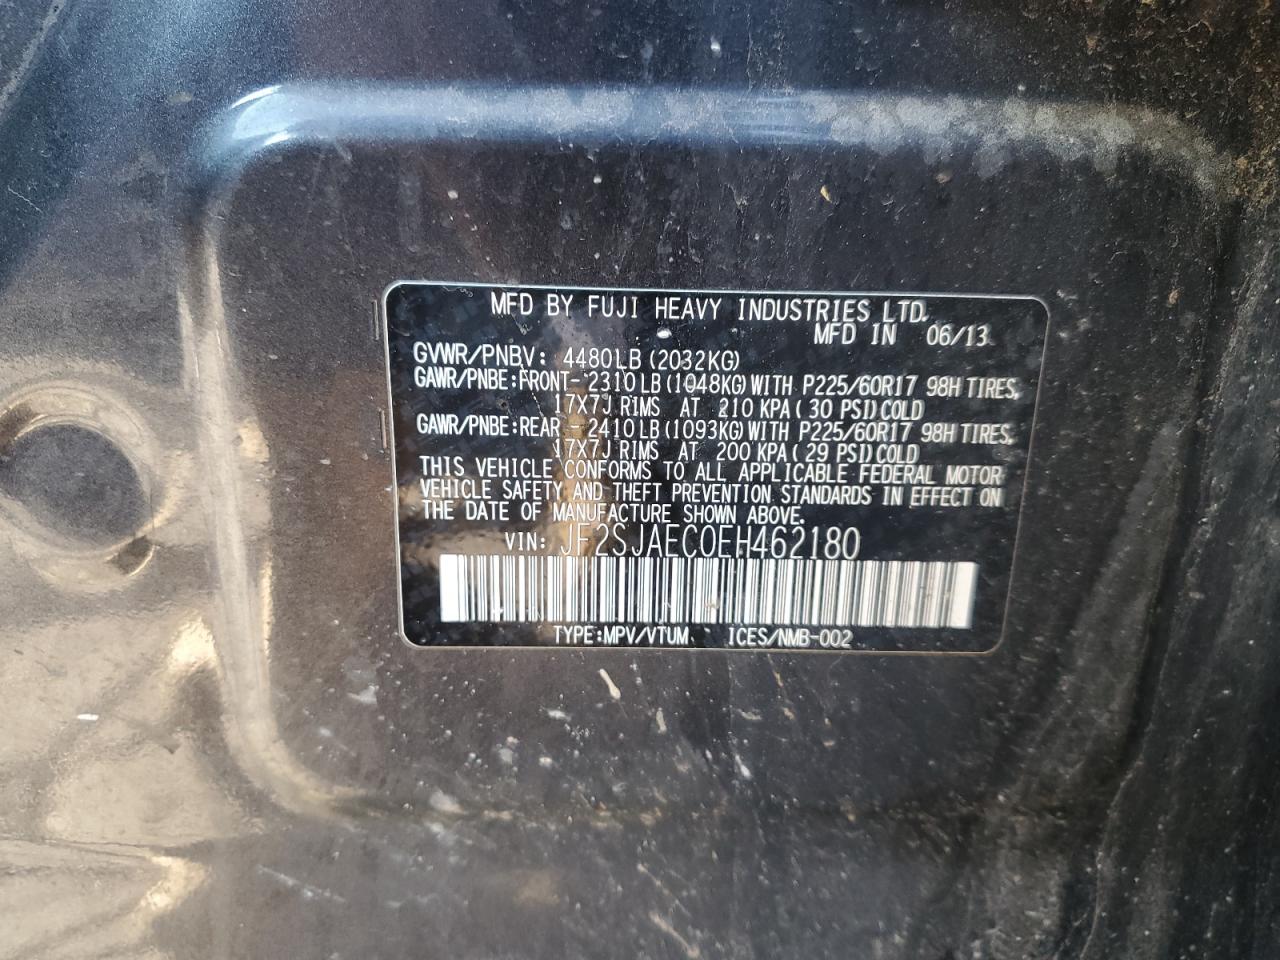 MFD BY FUJI HEAVY INDUSTRIES LTD.
MFD IN 06/13
GVWR/PNBV: 4480LB (2032KG)
GAWR/PNBE:FRONT- 2310 LB (1048KG) WITH P225/60R17 98H TIRES,
17X7J RIMS AT 210 KPA ( 30 PSI) COLD
GAWR/PNBE:REAR - 2410 LB (1093KG) WITH P225/60R17 98H TIRES,
17X7J RIMS AT 200 KPA ( 29 PSI) COLD
THIS VEHICLE CONFORMS TO ALL APPLICABLE FEDERAL MOTOR
VEHICLE SAFETY AND THEFT PREVENTION STANDARDS IN EFFECT ON
THE DATE OF MANUFACTURE SHOWN ABOVE.
VIN: JF2SJAEC0EH462180
TYPE:MPV/VTUM ICES/NMB-002